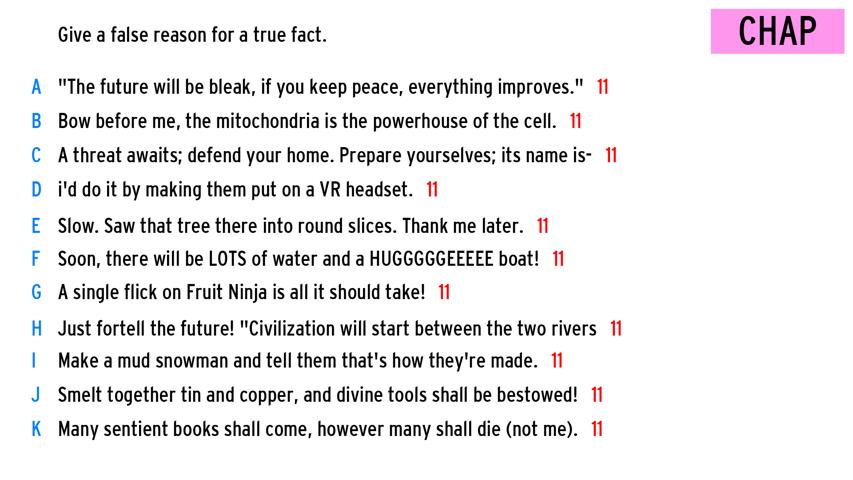 Give a false reason for a true fact.
CHAP
A "The future will be bleak, if you keep peace, everything improves." 11
B Bow before me, the mitochondria is the powerhouse of the cell. 11
C A threat awaits; defend your home. Prepare yourselves; its name is- 11
D i'd do it by making them put on a VR headset. 11
E Slow. Saw that tree there into round slices. Thank me later. 11
F Soon, there will be LOTS of water and a HUGGGGGEEEEE boat! 11
G A single flick on Fruit Ninja is all it should take! 11
H Just fortell the future! "Civilization will start between the two rivers 11
I Make a mud snowman and tell them that's how they're made. 11
J Smelt together tin and copper, and divine tools shall be bestowed! 11
K Many sentient books shall come, however many shall die (not me). 11